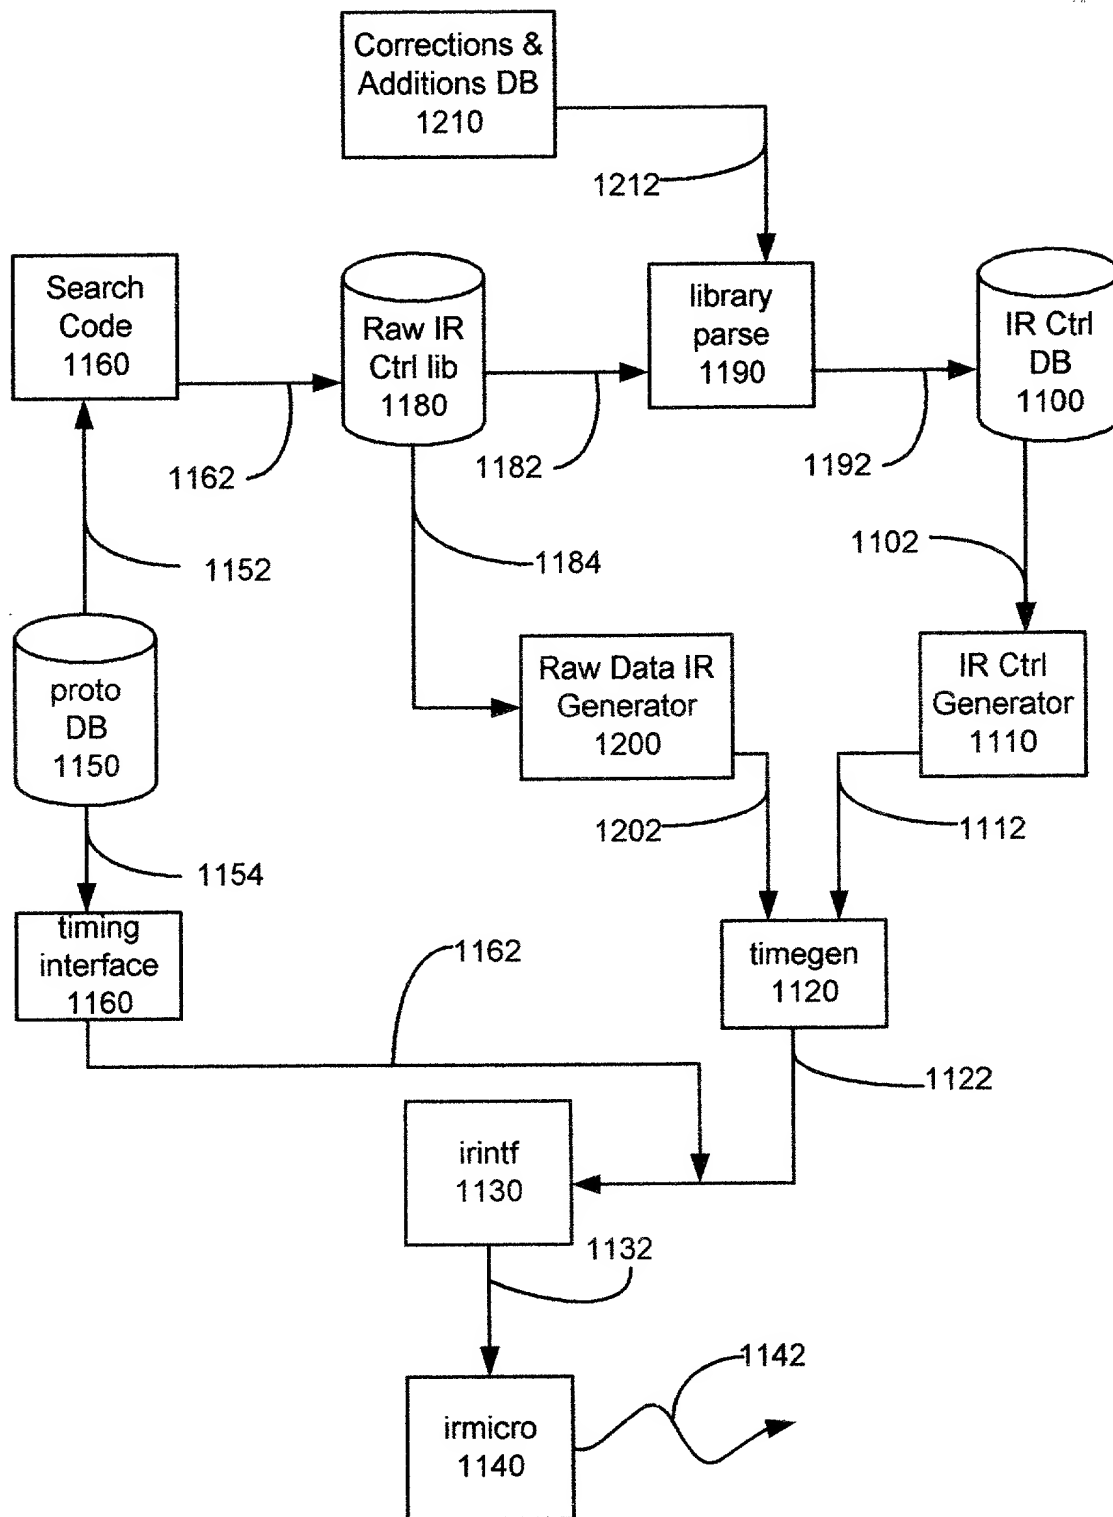 Corrections &
Additions DB
1210
1212
Search
Code
1160
Raw IR
Ctrl lib
1180
library
parse
1190
IR Ctrl
DB
1100
1162
1182
1192
1152
1184
1102
proto
DB
1150
Raw Data IR
Generator
1200
IR Ctrl
Generator
1110
1202
1112
1154
timing
interface
1160
1162
timegen
1120
1122
irintf
1130
1132
1142
irmicro
1140